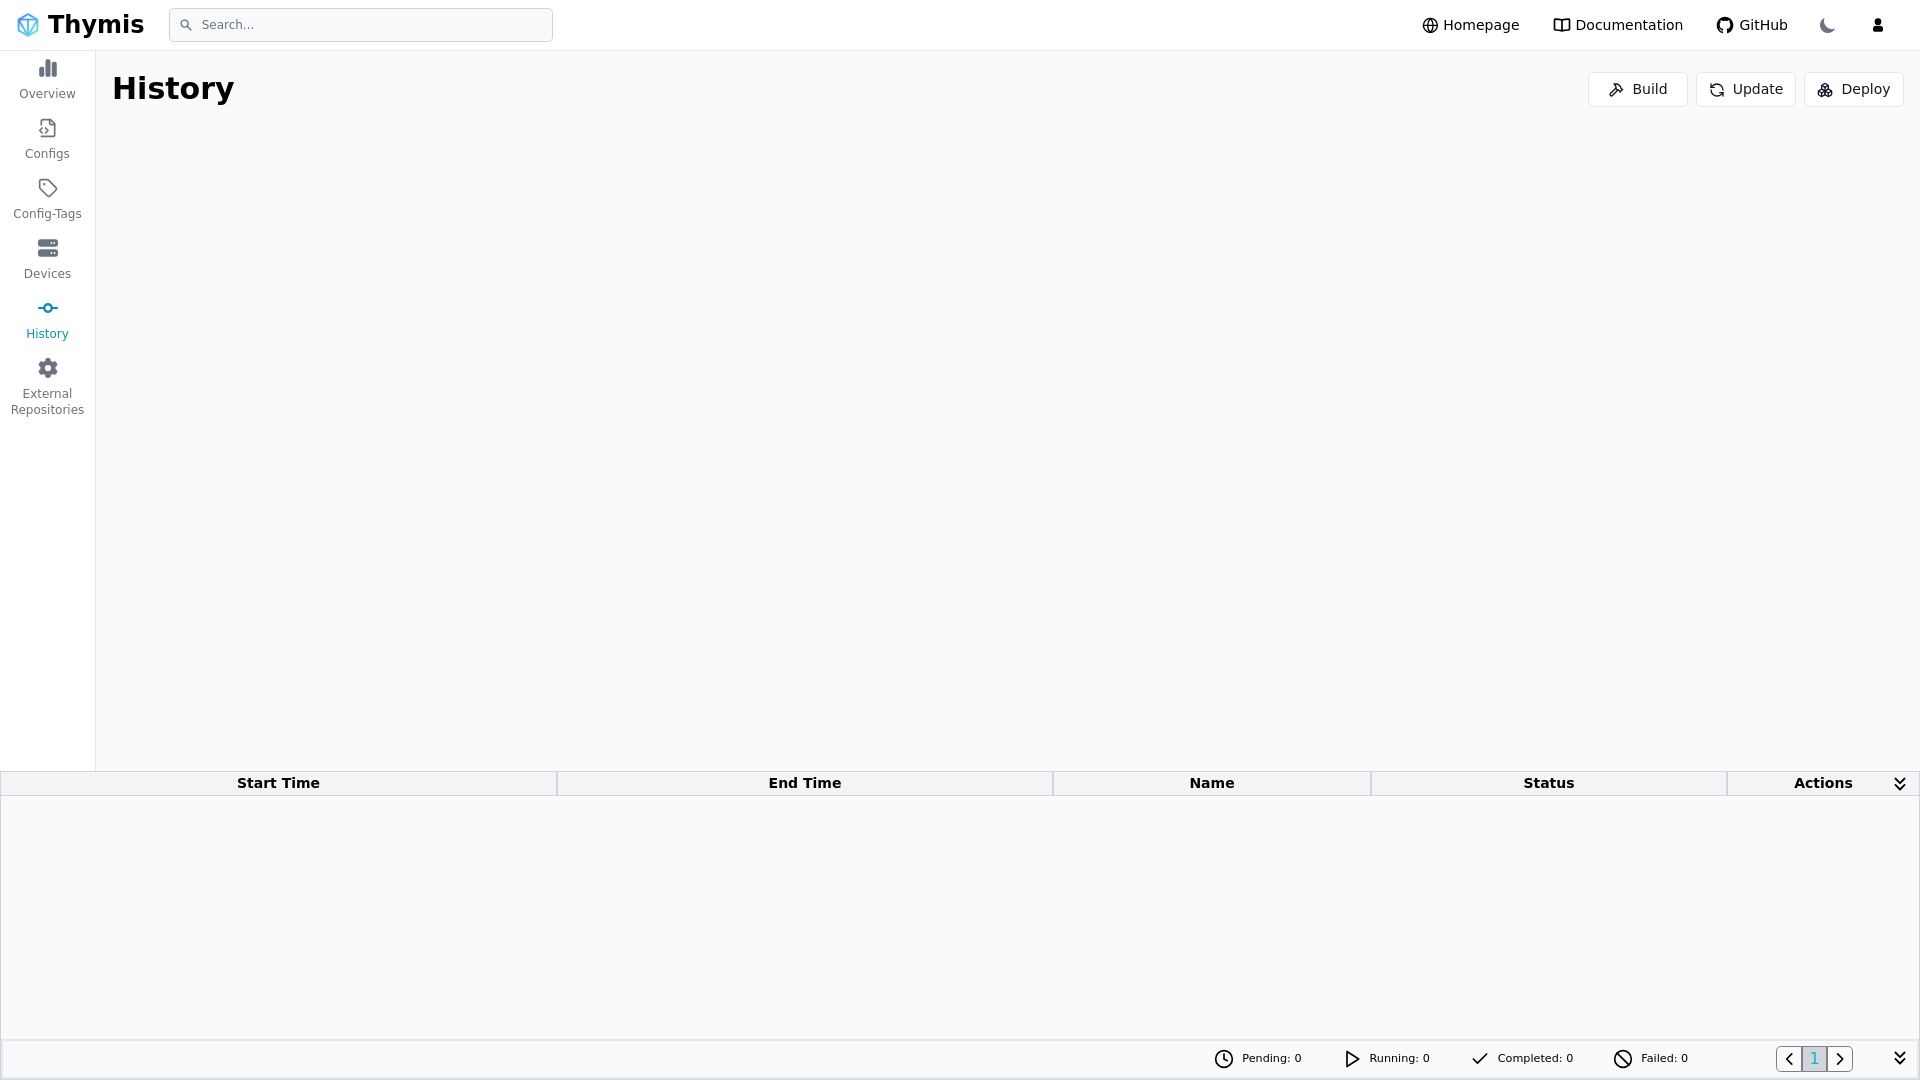 Thymis
Search...
Homepage
Documentation
GitHub
Overview
Configs
Config-Tags
Devices
History
External
Repositories
History
Build
Update
Deploy
Start Time
End Time
Name
Status
Actions
Pending: 0
Running: 0
Completed: 0
Failed: 0
1